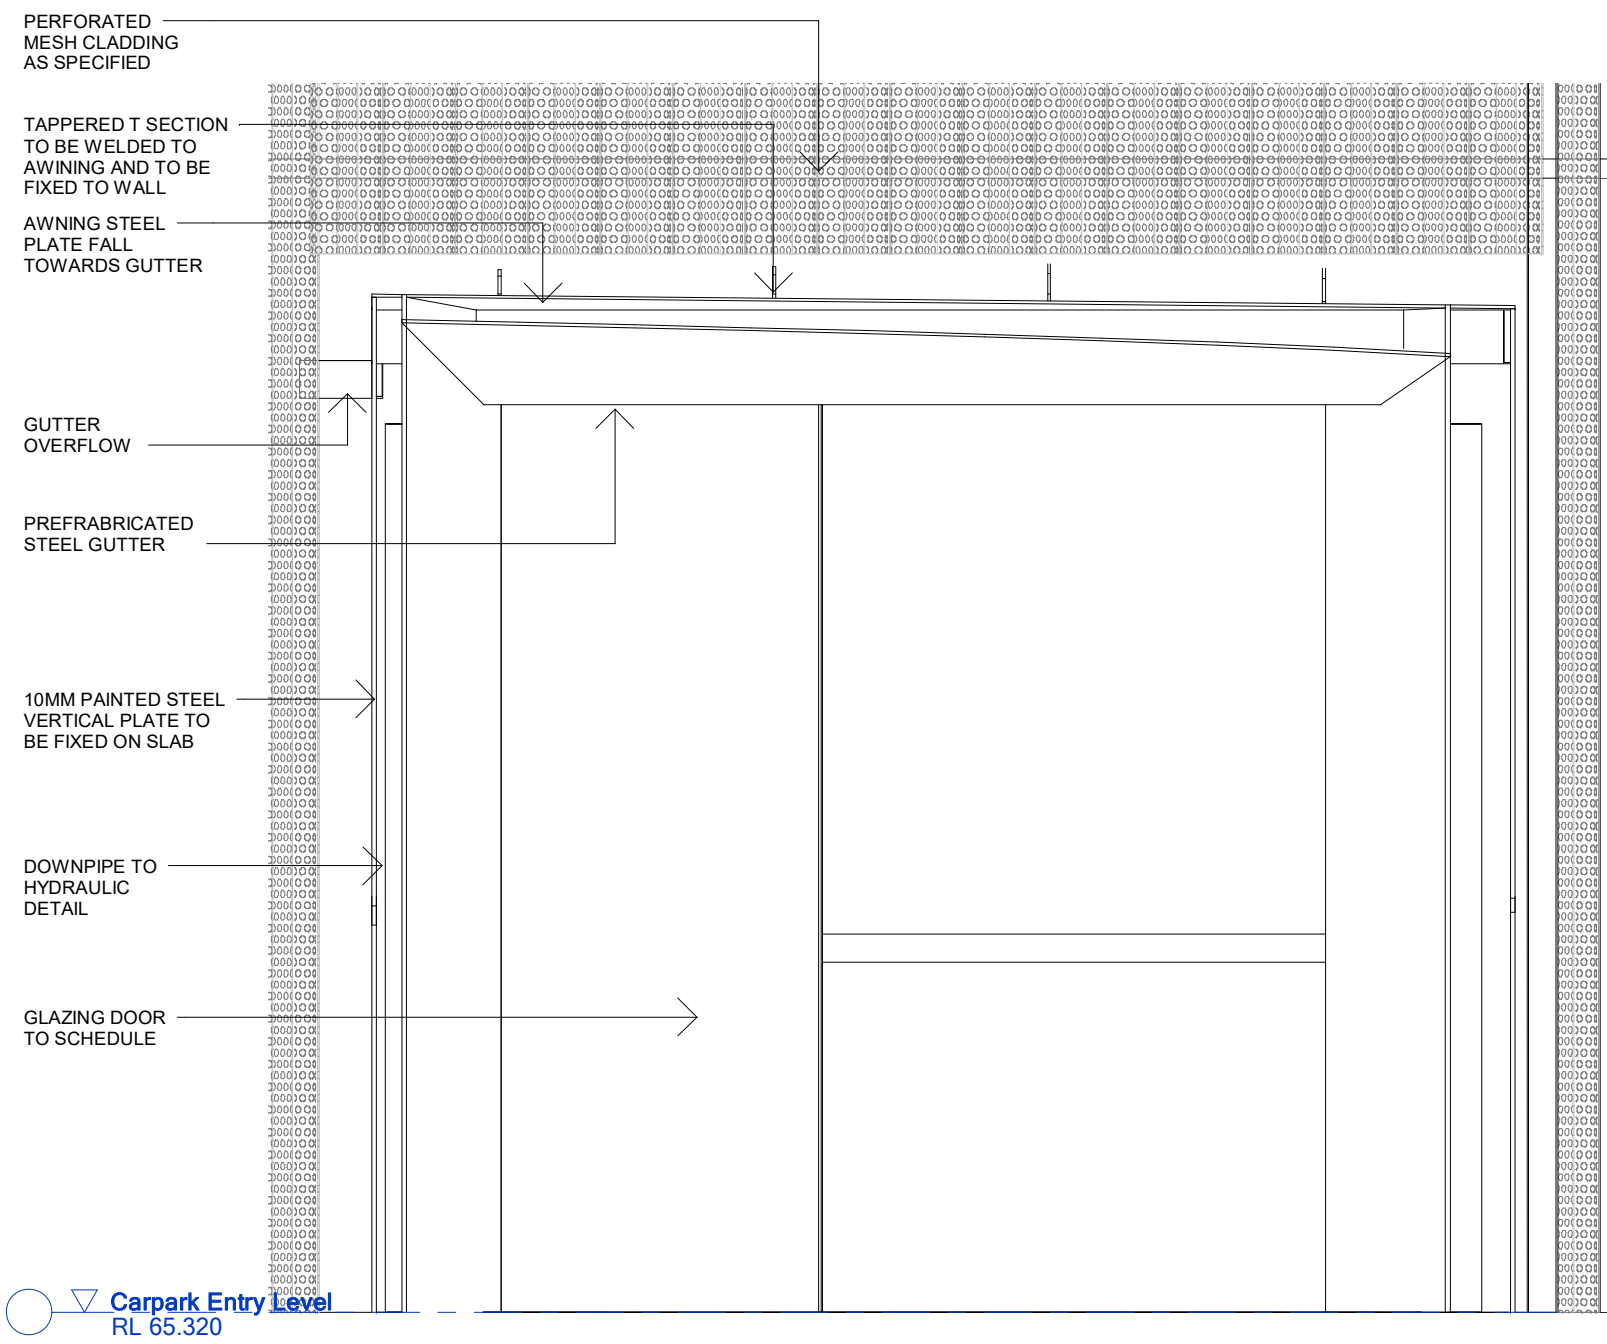 PERFORATED
MESH CLADDING
AS SPECIFIED
TAPPERED T SECTION
TO BE WELDED TO
AWINING AND TO BE
FIXED TO WALL
AWNING STEEL
PLATE FALL
TOWARDS GUTTER
GUTTER
OVERFLOW
PREFRABRICATED
STEEL GUTTER
10MM PAINTED STEEL
VERTICAL PLATE TO
BE FIXED ON SLAB
DOWNPIPE TO
HYDRAULIC
DETAIL
GLAZING DOOR
TO SCHEDULE
Carpark Entry Level
RL 65.320